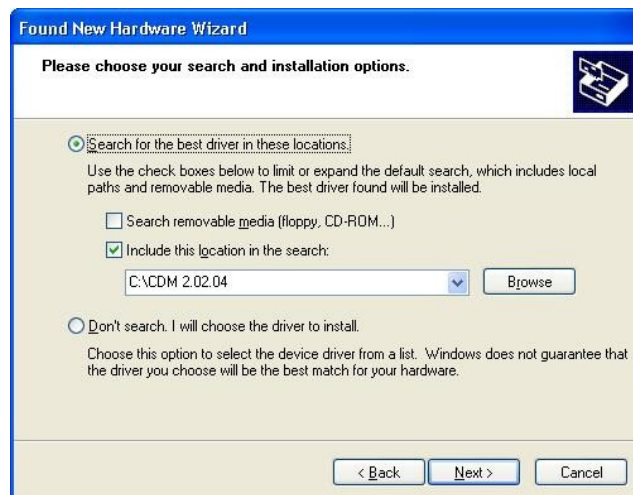 Found New Hardware Wizard
Please choose your search and installation options.
Search for the best driver in these locations.
Use the check boxes below to limit or expand the default search, which includes local
paths and removable media. The best driver found will be installed.
Search removable media (floppy, CD-ROM...)
Include this location in the search:
C:\CDM 2.02.04
Browse
Don't search. I will choose the driver to install.
Choose this option to select the device driver from a list. Windows does not guarantee that
the driver you choose will be the best match for your hardware.
< Back Next > Cancel